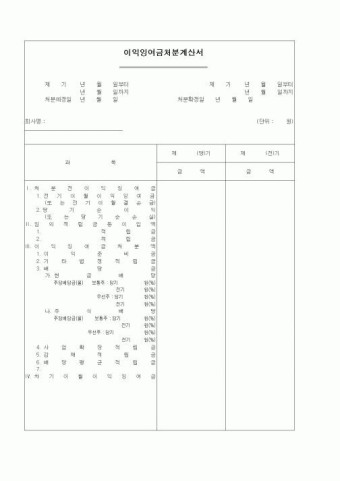 이익잉여금처분계산서
제 기 년 월 일부터 제 기 년 월 일부터
년 월 일까지 년 월 일까지
처분예정일 년 월 일 처분확정일 년 월 일
회사명 : (단위 : 원)
과 목 제 (당)기 제 (전)기
금 액 금 액
I. 처 분 전 이 익 잉 여 금
1. 전 기 이 월 이 익 잉 여 금
(또 는 전 기 이 월 결 손 금)
2. 당 기 순 이 익
(또 는 당 기 순 손 실)
II. 임 의 적 립 금 등 이 입 액
1. 적 립 금
2. 적 립 금
III. 이 익 잉 여 금 처 분 액
1. 이 익 준 비 금
2. 기 타 법 정 적 립 금
3. 배 당 금
가. 현 금 배 당
주당배당금(률) 보통주 : 당기 원(%)
전기 원(%)
우선주 : 당기 원(%)
전기 원(%)
나. 주 식 배 당
주당배당금(률) 보통주 : 당기 원(%)
전기 원(%)
우선주 : 당기 원(%)
전기 원(%)
4. 사 업 확 장 적 립 금
5. 감 채 적 립 금
6. 배 당 평 균 적 립 금
7.
IV. 차 기 이 월 이 익 잉 여 금